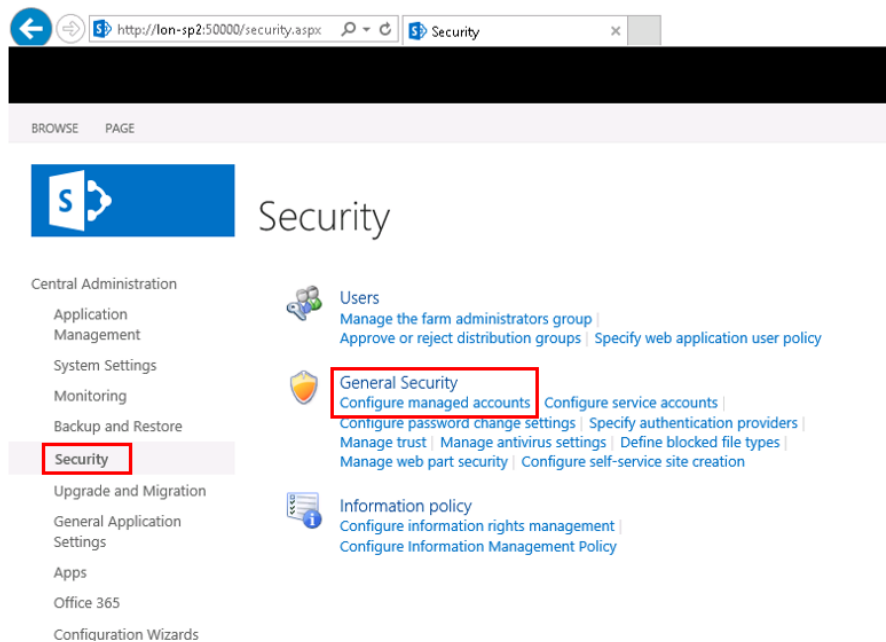 http://lon-sp2:50000/security.aspx
Security
BROWSE PAGE
S
Security
Central Administration
Application
Management
System Settings
Monitoring
Backup and Restore
Security
Upgrade and Migration
General Application
Settings
Apps
Office 365
Configuration Wizards
Users
Manage the farm administrators group
Approve or reject distribution groups | Specify web application user policy
General Security
Configure managed accounts Configure service accounts
Configure password change settings | Specify authentication providers
Manage trust | Manage antivirus settings | Define blocked file types
Manage web part security | Configure self-service site creation
Information policy
Configure information rights management
Configure Information Management Policy